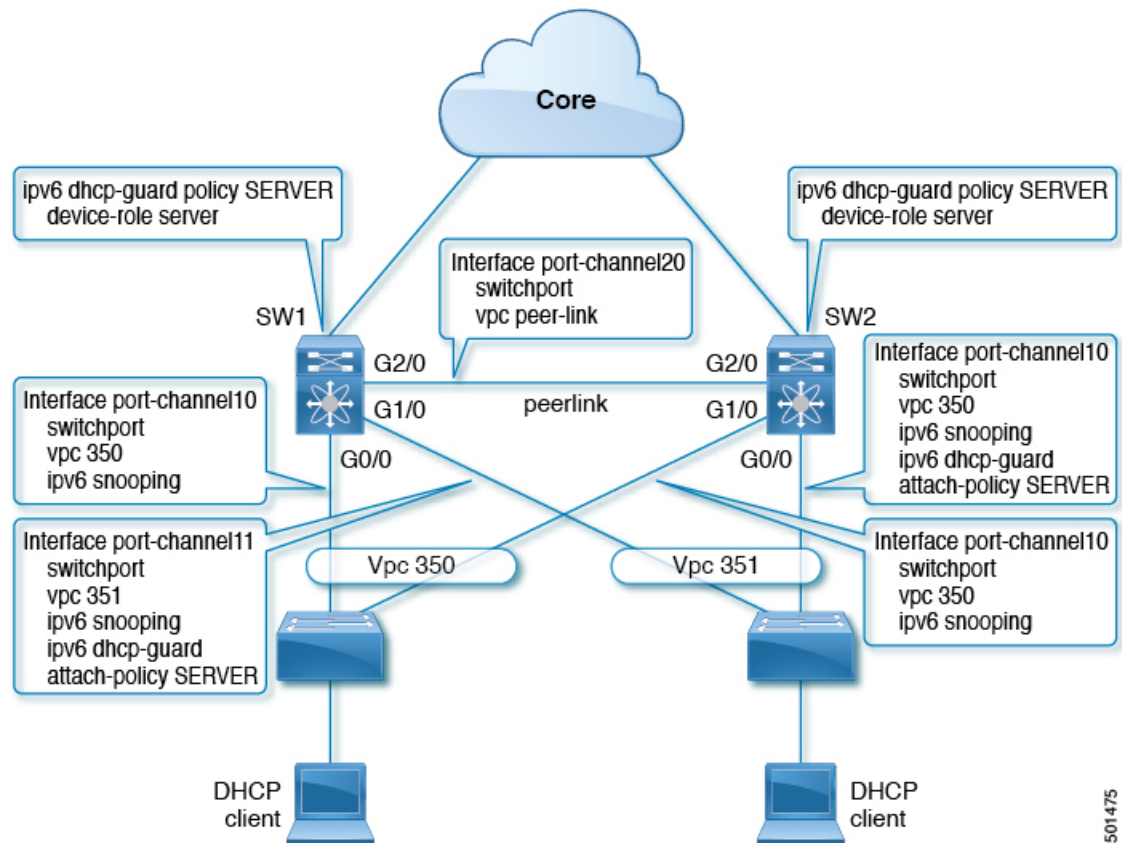 Core
ipv6 dhcp-guard policy SERVER
device-role server
ipv6 dhcp-guard policy SERVER
device-role server
Interface port-channel20
switchport
vpc peer-link
SW1
SW2
G2/0
G2/0
peerlink
G1/0
G1/0
G0/0
G0/0
Interface port-channel10
switchport
vpc 350
ipv6 snooping
Interface port-channel10
switchport
vpc 350
ipv6 snooping
ipv6 dhcp-guard
attach-policy SERVER
Interface port-channel11
switchport
vpc 351
ipv6 snooping
ipv6 dhcp-guard
attach-policy SERVER
Vpc 350
Vpc 351
Interface port-channel10
switchport
vpc 350
ipv6 snooping
DHCP
client
DHCP
client
501475